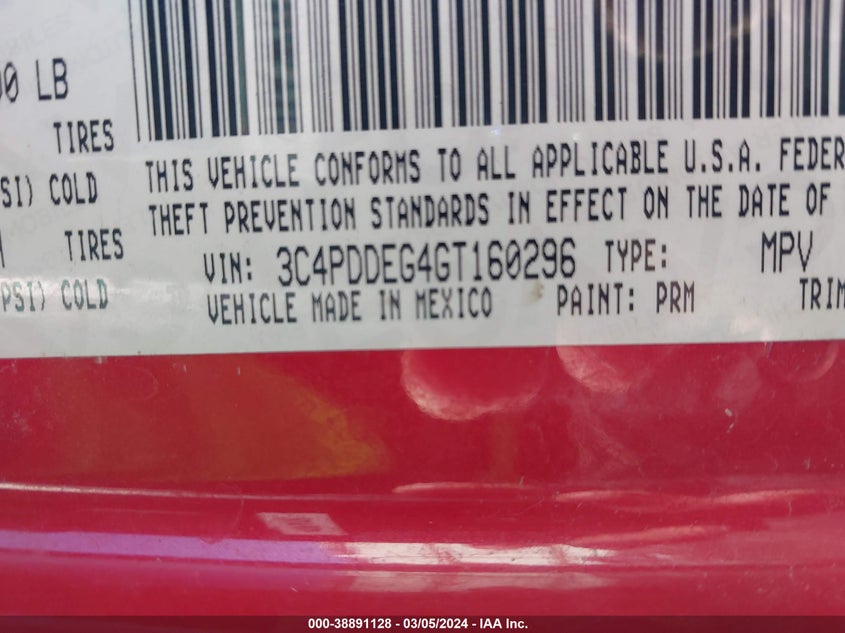 00 LB
TIRES
SI) COLD
TIRES
PSI) COLD
THIS VEHICLE CONFORMS TO ALL APPLICABLE U.S.A. FEDER
THEFT PREVENTION STANDARDS IN EFFECT ON THE DATE OF
VIN: 3C4PDDEG4GT160296 TYPE: MPV
VEHICLE MADE IN MEXICO PAINT: PRM TRIM
000-38891128 - 03/05/2024 - IAA Inc.